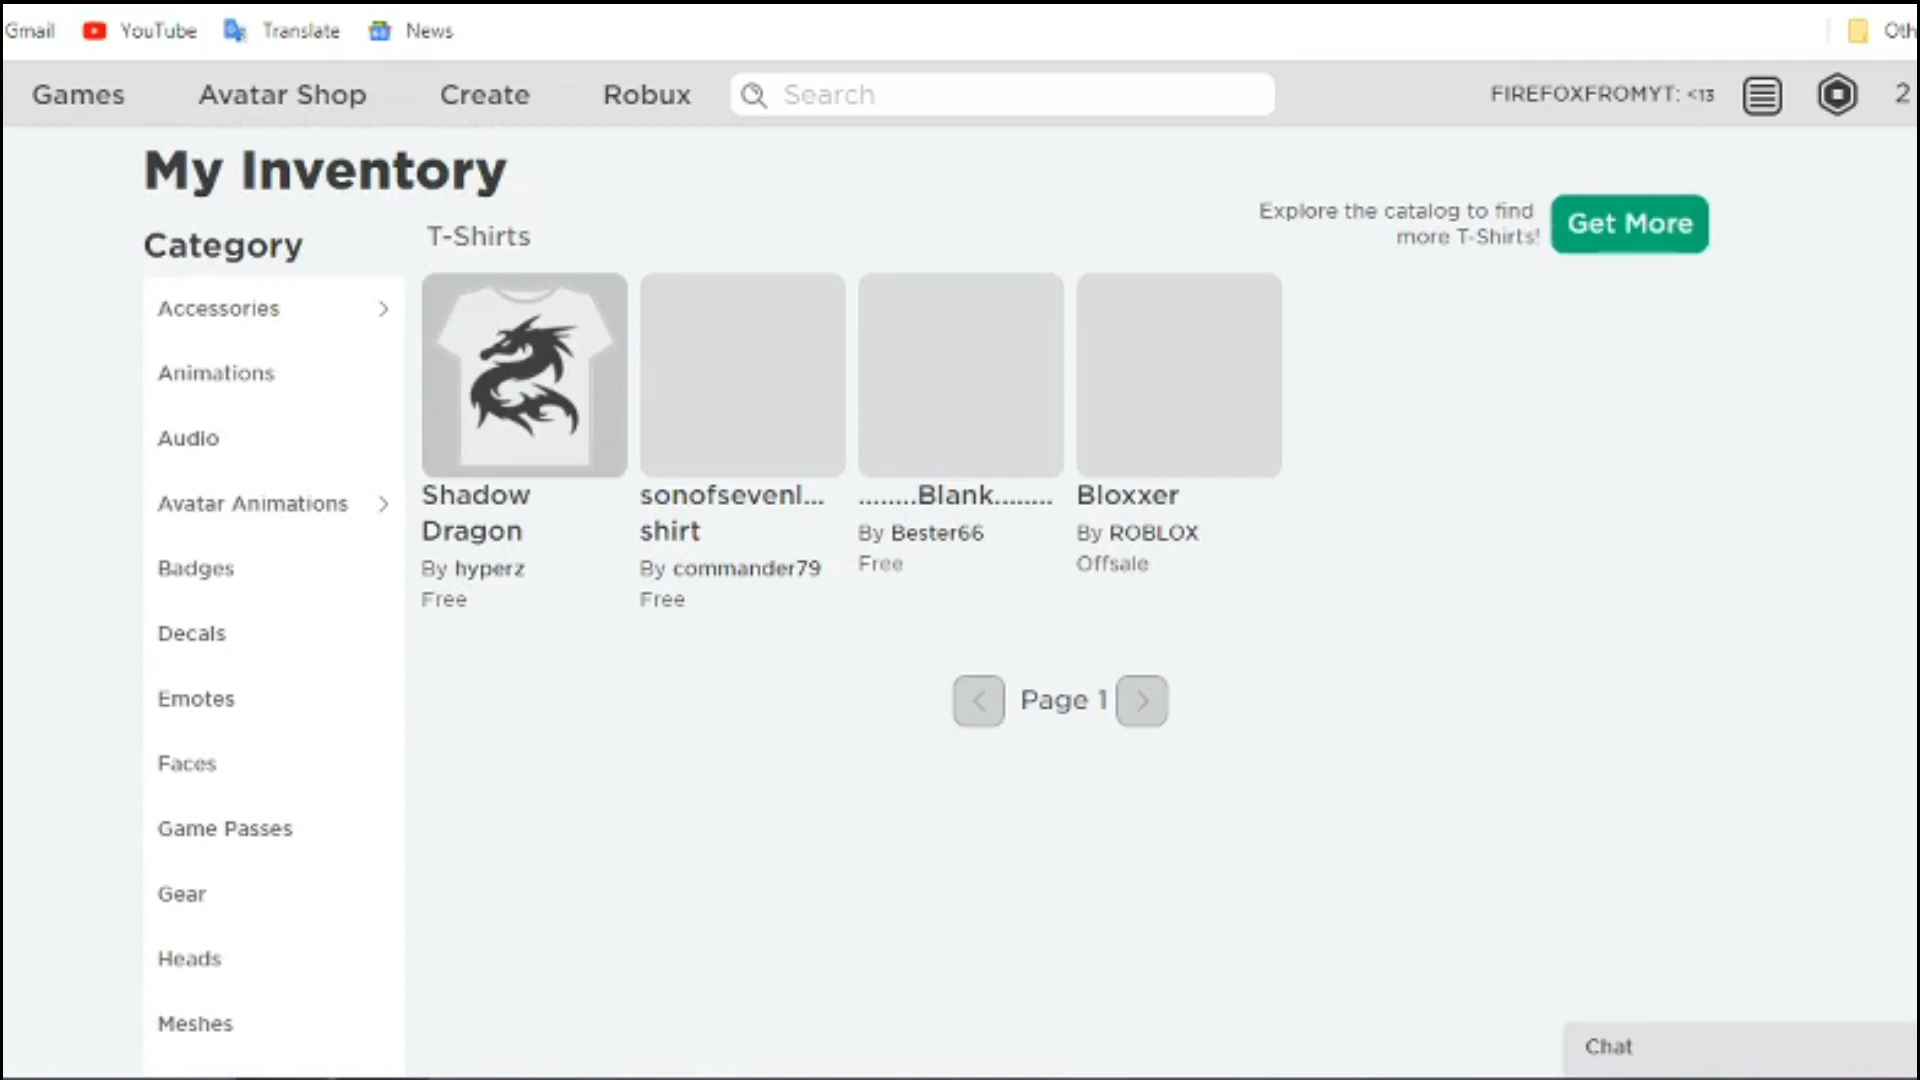 Gmail YouTube Translate News
Games Avatar Shop Create Robux Search FIREFOXFROMYT: <13 2
My Inventory
Category
T-Shirts
Explore the catalog to find
more T-Shirts!
Get More
Accessories
Animations
Audio
Avatar Animations
Badges
Decals
Emotes
Faces
Game Passes
Gear
Heads
Meshes
Shadow
Dragon
By hyperz
Free
sonofsevenl...
shirt
By commander79
Free
........Blank........
By Bester66
Free
Bloxxer
By ROBLOX
Offsale
Page 1
Chat